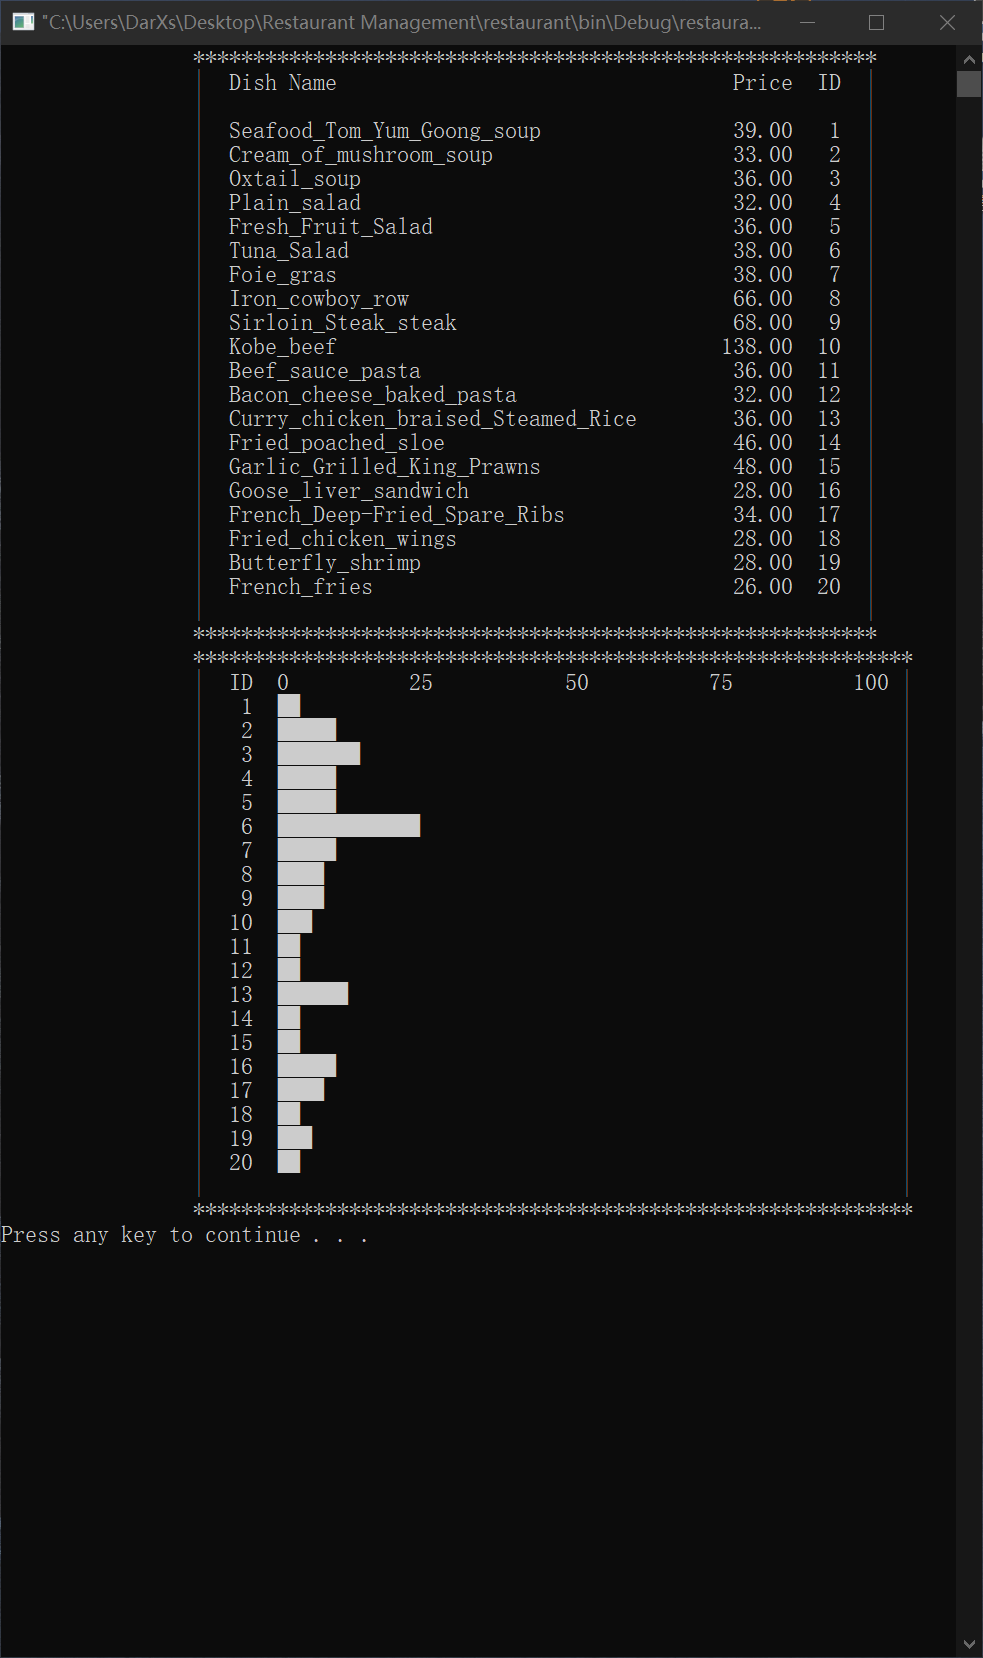 "C:\Users\DarXs\Desktop\Restaurant Management\restaurant\bin\Debug\restaura...
*********************************************************
Dish Name Price ID
Seafood_Tom_Yum_Goong_soup 39.00 1
Cream_of_mushroom_soup 33.00 2
Oxtail_soup 36.00 3
Plain_salad 32.00 4
Fresh_Fruit_Salad 36.00 5
Tuna_Salad 38.00 6
Foie_gras 38.00 7
Iron_cowboy_row 66.00 8
Sirloin_Steak_steak 68.00 9
Kobe_beef 138.00 10
Beef_sauce_pasta 36.00 11
Bacon_cheese_baked_pasta 32.00 12
Curry_chicken_braised_Steamed_Rice 36.00 13
Fried_poached_sloe 46.00 14
Garlic_Grilled_King_Prawns 48.00 15
Goose_liver_sandwich 28.00 16
French_Deep-Fried_Spare_Ribs 34.00 17
Fried_chicken_wings 28.00 18
Butterfly_shrimp 28.00 19
French_fries 26.00 20
*********************************************************
************************************************************
ID 0 25 50 75 100
1
2
3
4
5
6
7
8
9
10
11
12
13
14
15
16
17
18
19
20
************************************************************
Press any key to continue . . .